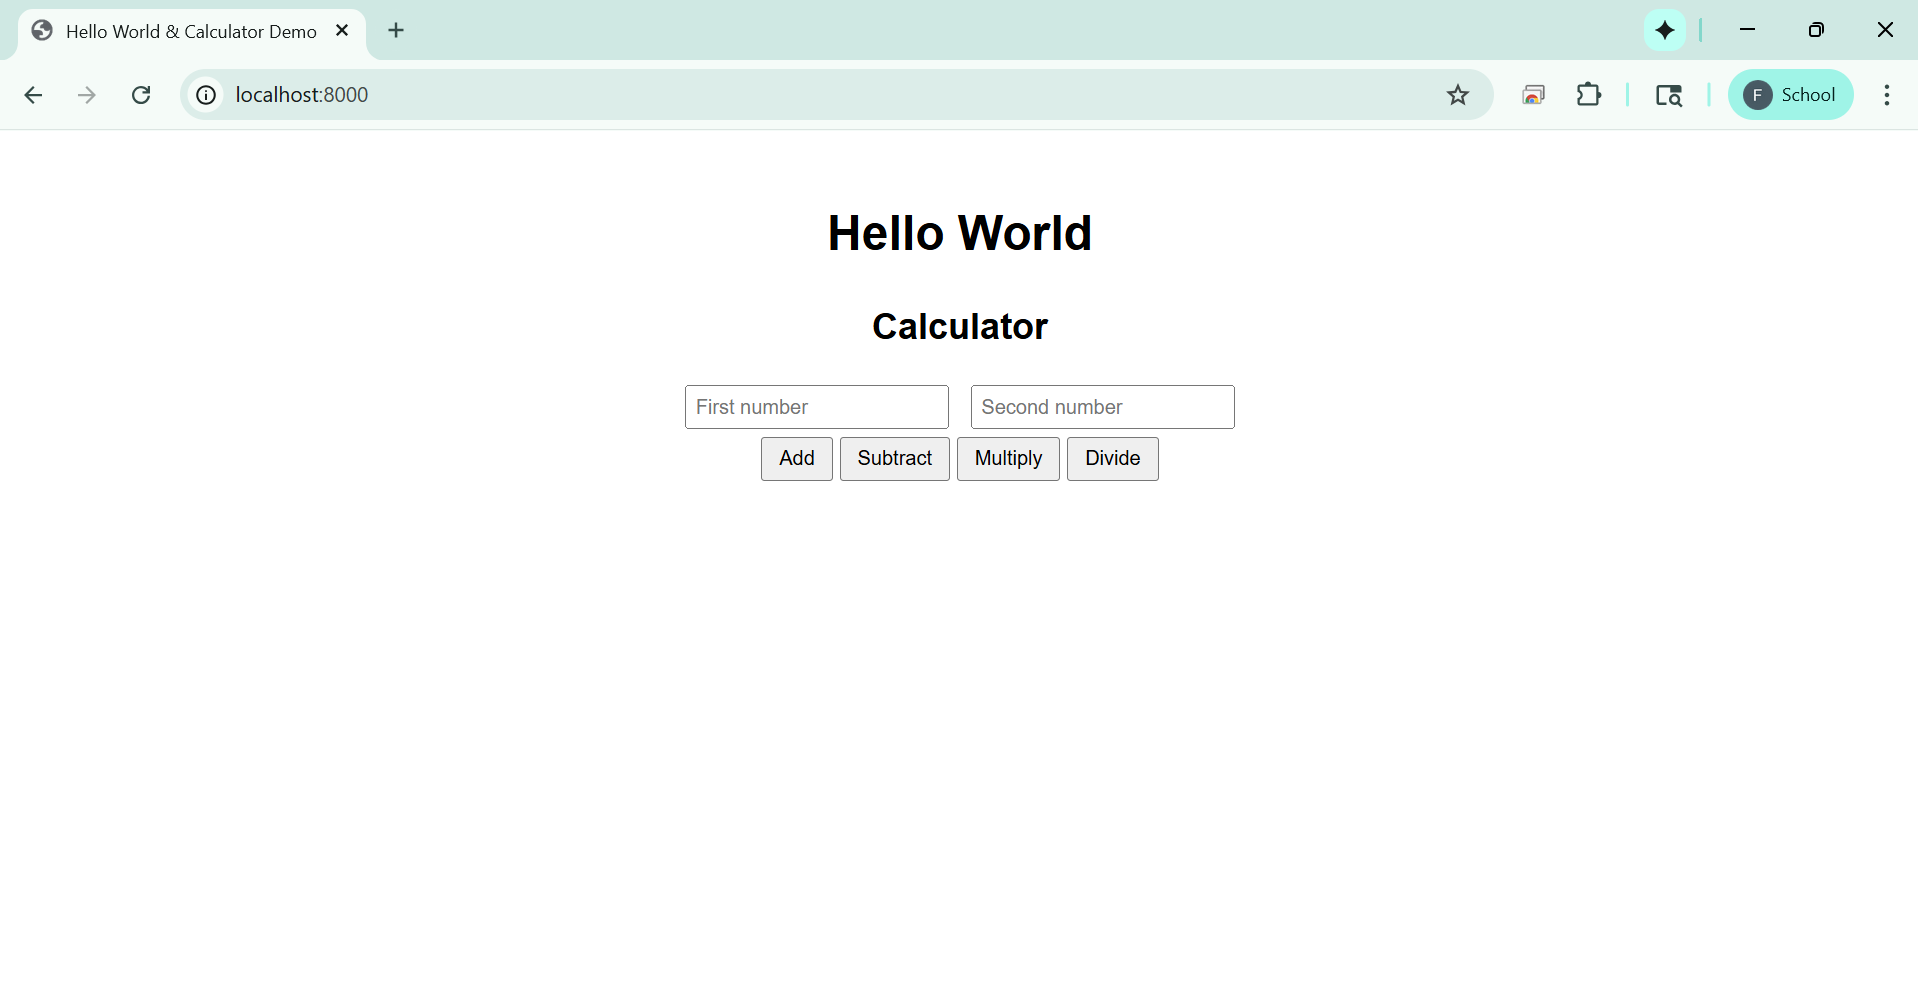 Hello World & Calculator Demo
localhost:8000
F School
Hello World
Calculator
First number Second number
Add Subtract Multiply Divide